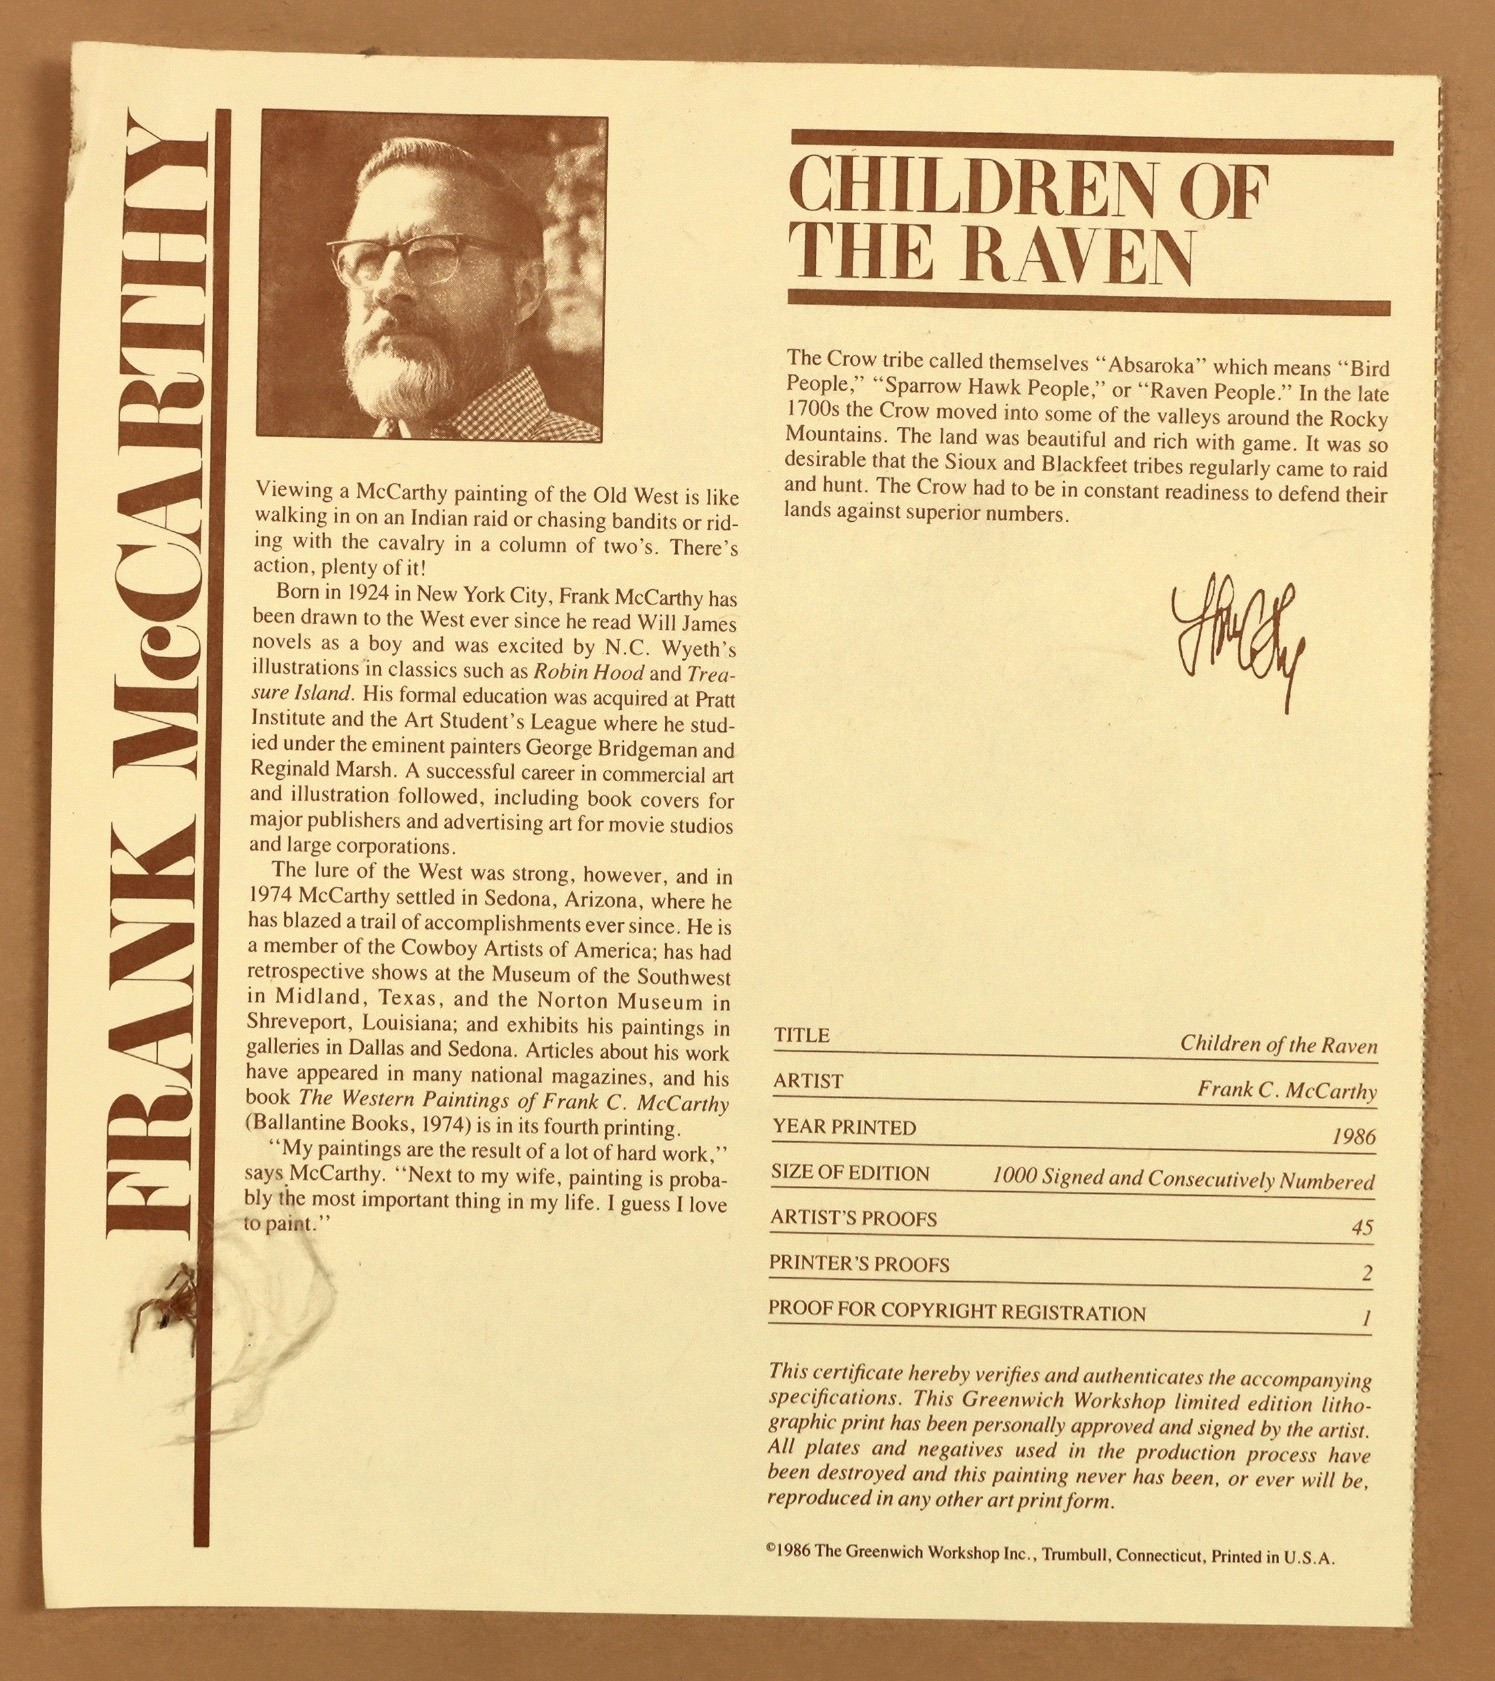 FRANK McCARTHY
Viewing a McCarthy painting of the Old West is like
walking in on an Indian raid or chasing bandits or rid-
ing with the cavalry in a column of two's. There's
action, plenty of it!
Born in 1924 in New York City, Frank McCarthy has
been drawn to the West ever since he read Will James
novels as a boy and was excited by N.C. Wyeth's
illustrations in classics such as Robin Hood and Trea-
sure Island. His formal education was acquired at Pratt
Institute and the Art Student's League where he stud-
ied under the eminent painters George Bridgeman and
Reginald Marsh. A successful career in commercial art
and illustration followed, including book covers for
major publishers and advertising art for movie studios
and large corporations.
The lure of the West was strong, however, and in
1974 McCarthy settled in Sedona, Arizona, where he
has blazed a trail of accomplishments ever since. He is
a member of the Cowboy Artists of America; has had
retrospective shows at the Museum of the Southwest
in Midland, Texas, and the Norton Museum in
Shreveport, Louisiana; and exhibits his paintings in
galleries in Dallas and Sedona. Articles about his work
have appeared in many national magazines, and his
book The Western Paintings of Frank C. McCarthy
(Ballantine Books, 1974) is in its fourth printing.
"My paintings are the result of a lot of hard work,"
says McCarthy. "Next to my wife, painting is proba-
bly the most important thing in my life. I guess I love
to paint."
CHILDREN OF
THE RAVEN
The Crow tribe called themselves "Absaroka" which means "Bird
People," "Sparrow Hawk People," or "Raven People." In the late
1700s the Crow moved into some of the valleys around the Rocky
Mountains. The land was beautiful and rich with game. It was so
desirable that the Sioux and Blackfeet tribes regularly came to raid
and hunt. The Crow had to be in constant readiness to defend their
lands against superior numbers.
TITLE Children of the Raven
ARTIST Frank C. McCarthy
YEAR PRINTED 1986
SIZE OF EDITION 1000 Signed and Consecutively Numbered
ARTIST'S PROOFS 45
PRINTER'S PROOFS 2
PROOF FOR COPYRIGHT REGISTRATION 1
This certificate hereby verifies and authenticates the accompanying
specifications. This Greenwich Workshop limited edition litho-
graphic print has been personally approved and signed by the artist.
All plates and negatives used in the production process have
been destroyed and this painting never has been, or ever will be,
reproduced in any other art print form.
©1986 The Greenwich Workshop Inc., Trumbull, Connecticut, Printed in U.S.A.